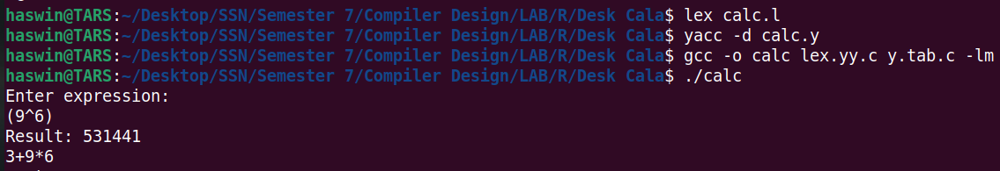 haswin@TARS:~/Desktop/SSN/Semester 7/Compiler Design/LAB/R/Desk Cala$ lex calc.l
haswin@TARS:~/Desktop/SSN/Semester 7/Compiler Design/LAB/R/Desk Cala$ yacc -d calc.y
haswin@TARS:~/Desktop/SSN/Semester 7/Compiler Design/LAB/R/Desk Cala$ gcc -o calc lex.yy.c y.tab.c -lm
haswin@TARS:~/Desktop/SSN/Semester 7/Compiler Design/LAB/R/Desk Cala$ ./calc
Enter expression:
(9^6)
Result: 531441
3+9*6